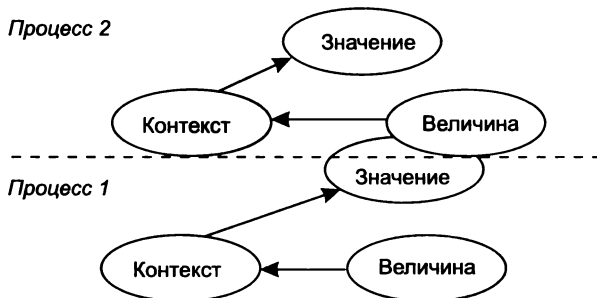 Процесс 2
Значение
Контекст
Величина
Процесс 1
Значение
Контекст
Величина